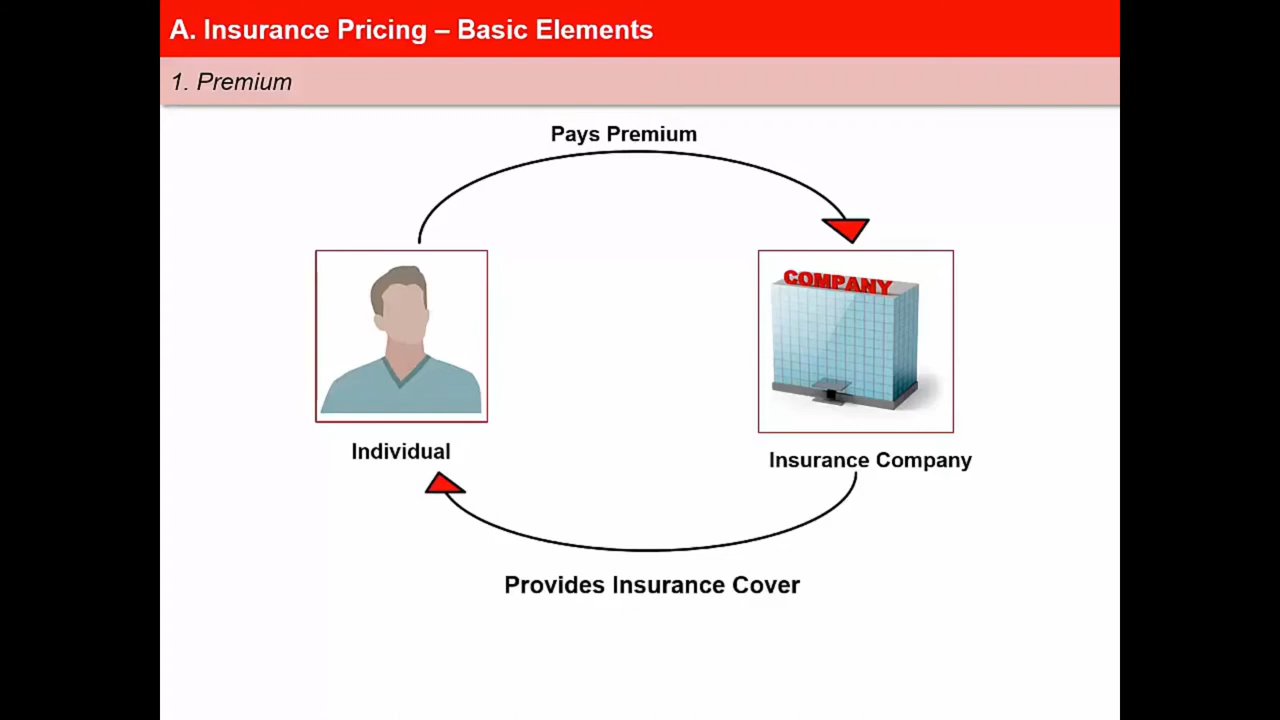 A. Insurance Pricing – Basic Elements
1. Premium
Pays Premium
COMPANY
Individual
Insurance Company
Provides Insurance Cover